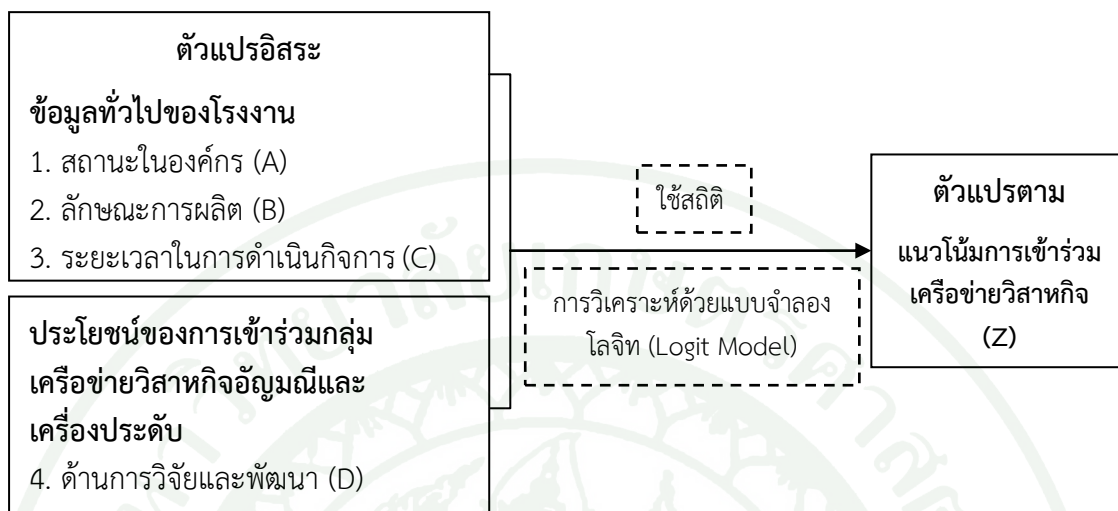 ตัวแปรอิสระ
ข้อมูลทั่วไปของโรงงาน
1. สถานะในองค์กร (A)
2. ลักษณะการผลิต (B)
3. ระยะเวลาในการดำเนินกิจการ (C)
ประโยชน์ของการเข้าร่วมกลุ่ม
เครือข่ายวิสาหกิจอัญมณีและ
เครื่องประดับ
4. ด้านการวิจัยและพัฒนา (D)
ใช้สถิติ
การวิเคราะห์ด้วยแบบจำลอง
โลจิท (Logit Model)
ตัวแปรตาม
แนวโน้มการเข้าร่วม
เครือข่ายวิสาหกิจ
(Z)